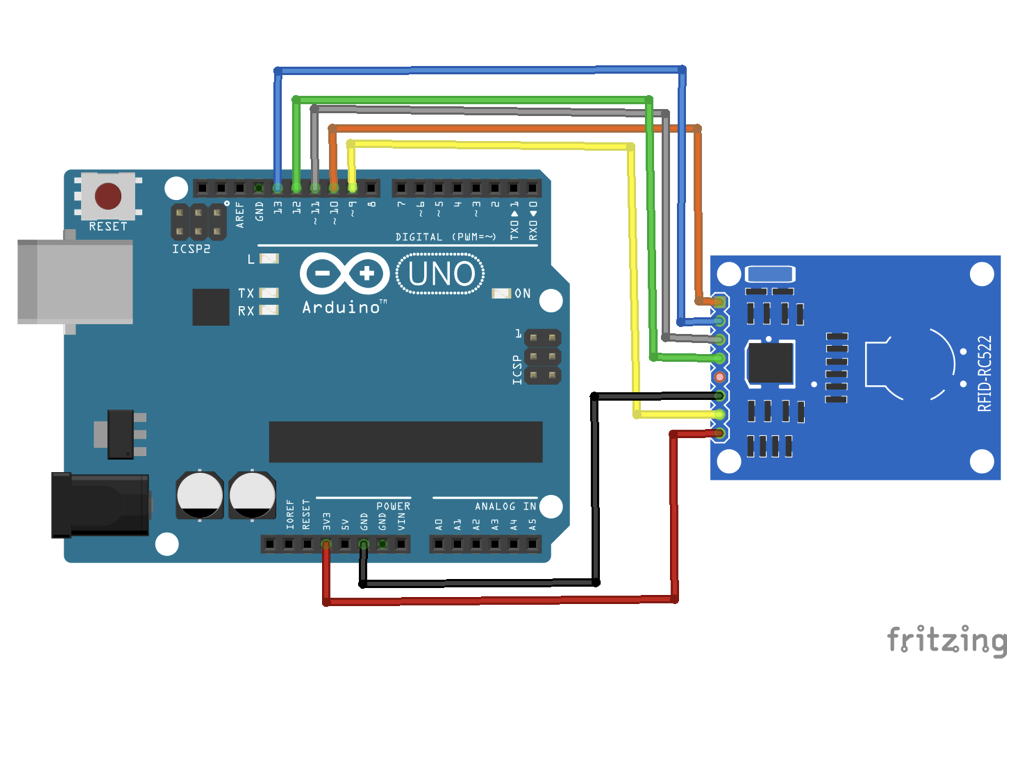 RESET
ICSP2
AREF
GND
13
12
~11
~10
~9
8
7
~6
~5
4
~3
2
TX0▶1
RX0◀0
DIGITAL (PWM=~)
L
TX
RX
Arduino™
UNO
ON
1
ICSP
RFID-RC522
POWER
ANALOG IN
IOREF
RESET
3V3
5V
GND
GND
VIN
A0
A1
A2
A3
A4
A5
fritzing